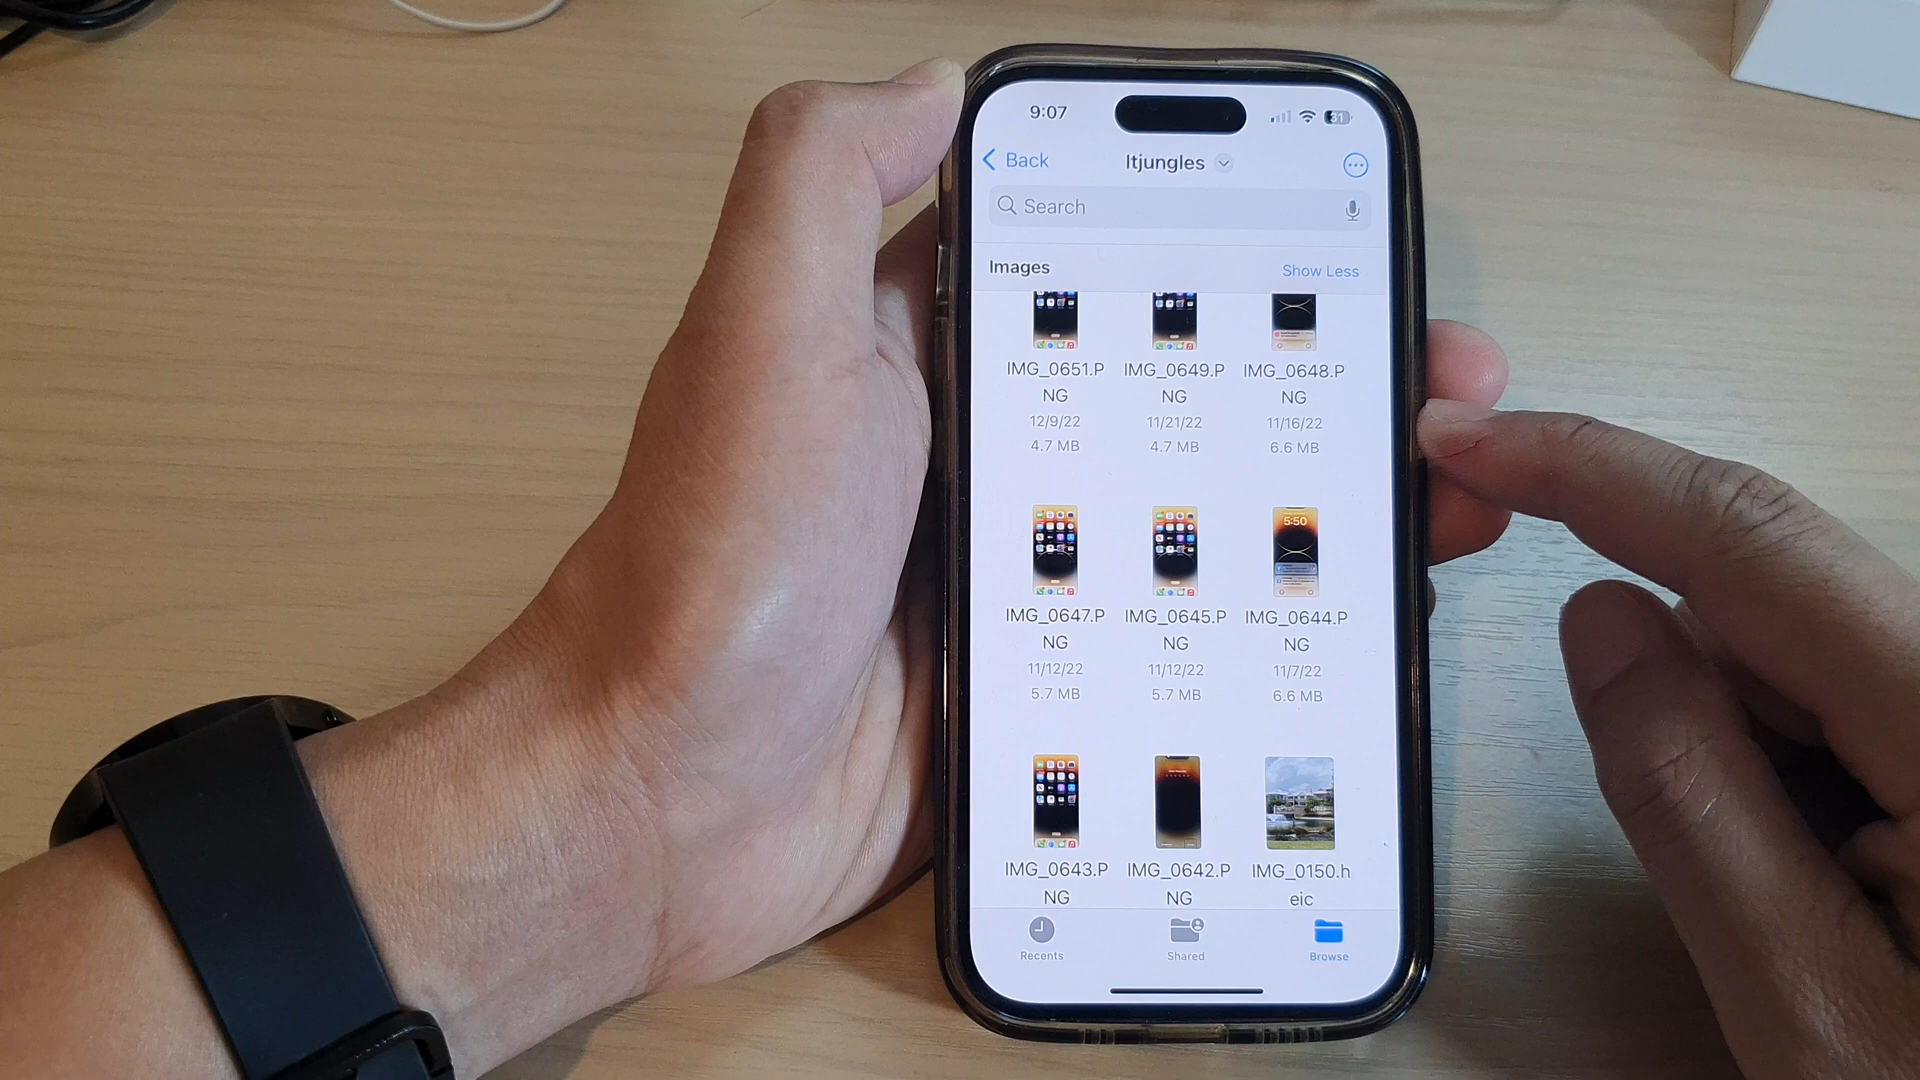 9:07
31
Back
Itjungles
Search
Images
Show Less
IMG_0651.P
NG
12/9/22
4.7 MB
IMG_0649.P
NG
11/21/22
4.7 MB
IMG_0648.P
NG
11/16/22
6.6 MB
5:50
IMG_0647.P
NG
11/12/22
5.7 MB
IMG_0645.P
NG
11/12/22
5.7 MB
IMG_0644.P
NG
11/7/22
6.6 MB
IMG_0643.P
NG
IMG_0642.P
NG
IMG_0150.h
eic
Recents
Shared
Browse